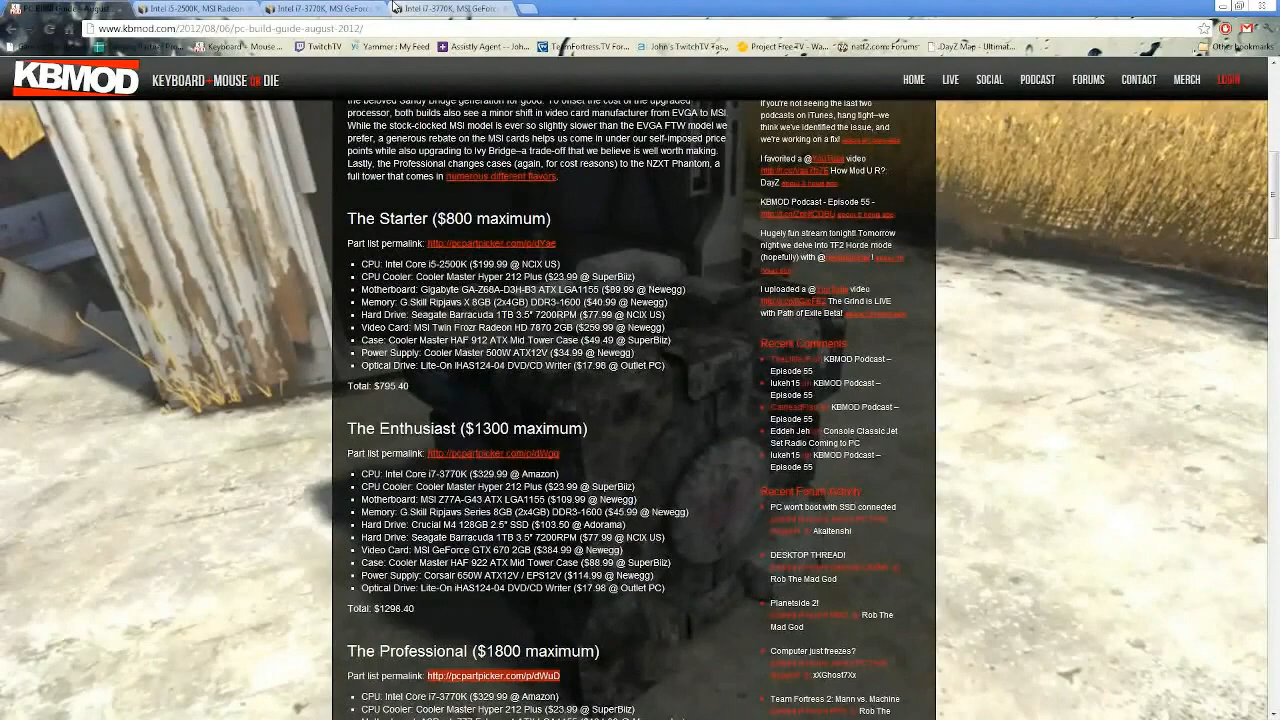 PC Build Guide - August
Intel i5-2500K, MSI Radeon
Intel i7-3770K, MSI GeForc
Intel i7-3770K, MSI GeForc
www.kbmod.com/2012/08/06/pc-build-guide-august-2012/
Keyboard + Mouse ...
TwitchTV
Yammer : My Feed
Assistly Agent – Joh...
TeamFortress.TV For...
John's TwitchTV Das...
Project Free TV - Wa...
natf2.com: Forums
DayZ Map - Ultimat...
Other bookmarks
KBMOD
KEYBOARD+MOUSE OR DIE
HOME LIVE SOCIAL PODCAST FORUMS CONTACT MERCH LOGIN
the beloved Sandy Bridge generation for good. To offset the cost of the upgraded
processor, both builds also see a minor shift in video card manufacturer from EVGA to MSI.
While the stock-clocked MSI model is ever so slightly slower than the EVGA FTW model we
prefer, a generous rebate on the MSI cards helps us come in under our self-imposed price
points while also upgrading to Ivy Bridge–a trade-off that we believe is well worth making.
Lastly, the Professional changes cases (again, for cost reasons) to the NZXT Phantom, a
full tower that comes in numerous different flavors.
The Starter ($800 maximum)
Part list permalink: http://pcpartpicker.com/p/dYae
CPU: Intel Core i5-2500K ($199.99 @ NCIX US)
CPU Cooler: Cooler Master Hyper 212 Plus ($23.99 @ SuperBiiz)
Motherboard: Gigabyte GA-Z68A-D3H-B3 ATX LGA1155 ($89.99 @ Newegg)
Memory: G.Skill Ripjaws X 8GB (2x4GB) DDR3-1600 ($40.99 @ Newegg)
Hard Drive: Seagate Barracuda 1TB 3.5" 7200RPM ($77.99 @ NCIX US)
Video Card: MSI Twin Frozr Radeon HD 7870 2GB ($259.99 @ Newegg)
Case: Cooler Master HAF 912 ATX Mid Tower Case ($49.49 @ SuperBiiz)
Power Supply: Cooler Master 500W ATX12V ($34.99 @ Newegg)
Optical Drive: Lite-On iHAS124-04 DVD/CD Writer ($17.98 @ Outlet PC)
Total: $795.40
The Enthusiast ($1300 maximum)
Part list permalink: http://pcpartpicker.com/p/dWgq
CPU: Intel Core i7-3770K ($329.99 @ Amazon)
CPU Cooler: Cooler Master Hyper 212 Plus ($23.99 @ SuperBiiz)
Motherboard: MSI Z77A-G43 ATX LGA1155 ($109.99 @ Newegg)
Memory: G.Skill Ripjaws Series 8GB (2x4GB) DDR3-1600 ($45.99 @ Newegg)
Hard Drive: Crucial M4 128GB 2.5" SSD ($103.50 @ Adorama)
Hard Drive: Seagate Barracuda 1TB 3.5" 7200RPM ($77.99 @ NCIX US)
Video Card: MSI GeForce GTX 670 2GB ($384.99 @ Newegg)
Case: Cooler Master HAF 922 ATX Mid Tower Case ($88.99 @ SuperBiiz)
Power Supply: Corsair 650W ATX12V / EPS12V ($114.99 @ Newegg)
Optical Drive: Lite-On iHAS124-04 DVD/CD Writer ($17.98 @ Outlet PC)
Total: $1298.40
The Professional ($1800 maximum)
Part list permalink: http://pcpartpicker.com/p/dWuD
CPU: Intel Core i7-3770K ($329.99 @ Amazon)
CPU Cooler: Cooler Master Hyper 212 Plus ($23.99 @ SuperBiiz)
If you're not seeing the last two
podcasts on iTunes, hang tight–we
think we've identified the issue, and
we're working on a fix!
I favorited a @YouTube video
How Mod U R?:
DayZ
KBMOD Podcast - Episode 55 -
Hugely fun stream tonight! Tomorrow
night we delve into TF2 Horde mode
(hopefully) with @
I uploaded a @YouTube video
The Grind is LIVE
with Path of Exile Beta!
Recent Comments
KBMOD Podcast –
Episode 55
lukeh15 on KBMOD Podcast –
Episode 55
KBMOD Podcast –
Episode 55
Eddeh Jeh on Console Classic Jet
Set Radio Coming to PC
lukeh15 on KBMOD Podcast –
Episode 55
Recent Forum Activity
PC won't boot with SSD connected
Akaltenshi
DESKTOP THREAD!
Rob The Mad God
Planetside 2!
Rob The
Mad God
Computer just freezes?
xXGhost7Xx
Team Fortress 2: Mann vs. Machine
Rob The